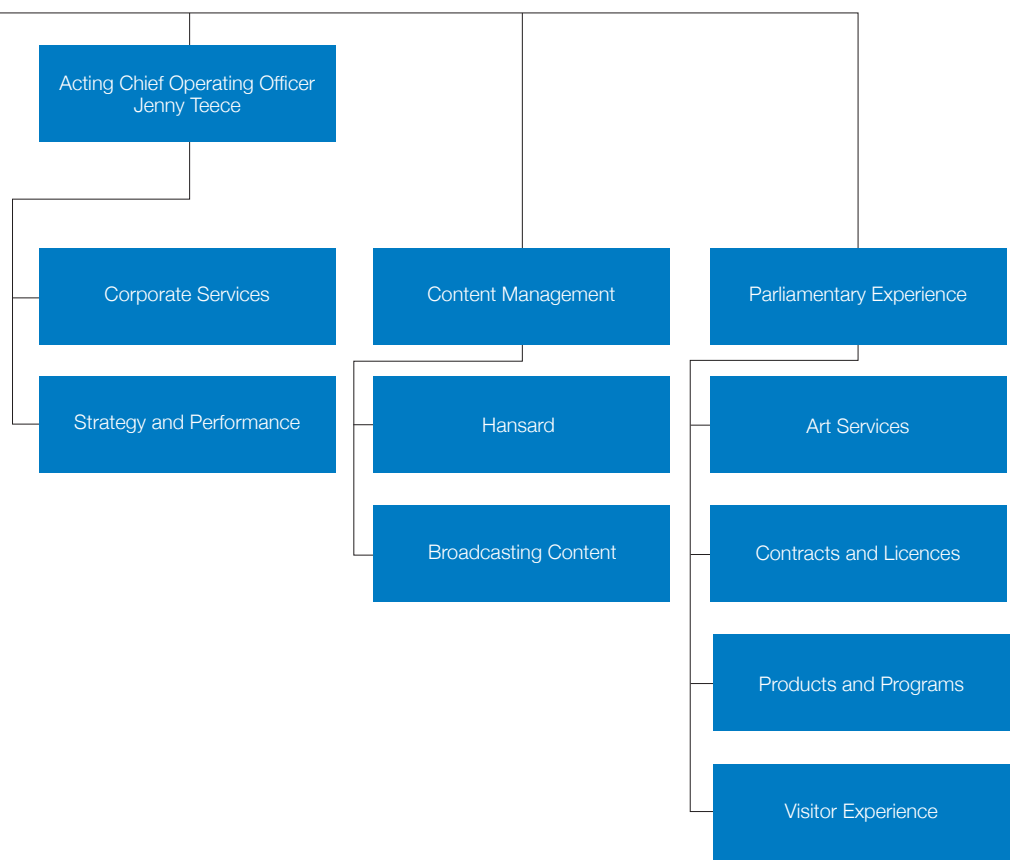 Acting Chief Operating Officer
Jenny Teece
Corporate Services
Strategy and Performance
Content Management
Hansard
Broadcasting Content
Parliamentary Experience
Art Services
Contracts and Licences
Products and Programs
Visitor Experience